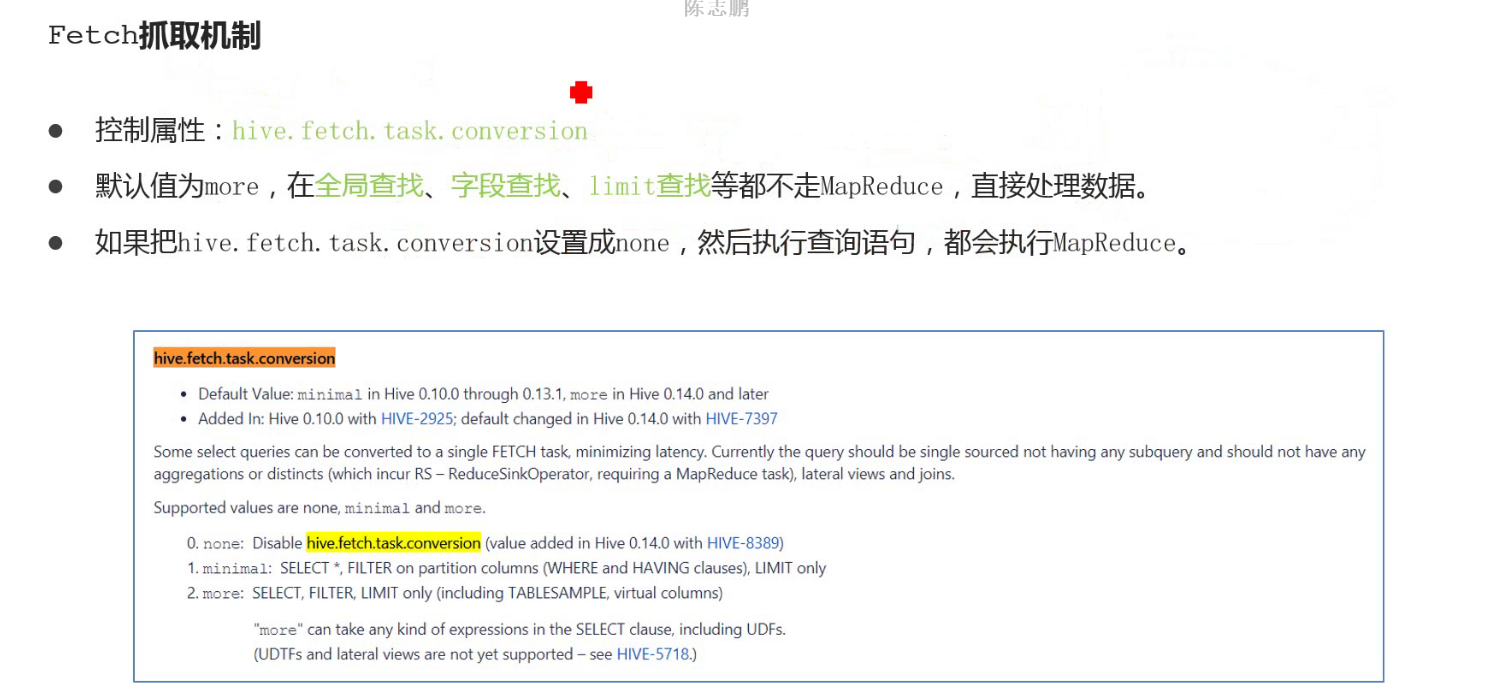 陈志鹏
Fetch抓取机制
● 控制属性：hive.fetch.task.conversion
● 默认值为more，在全局查找、字段查找、limit查找等都不走MapReduce，直接处理数据。
● 如果把hive.fetch.task.conversion设置成none，然后执行查询语句，都会执行MapReduce。
hive.fetch.task.conversion
• Default Value: minimal in Hive 0.10.0 through 0.13.1, more in Hive 0.14.0 and later
• Added In: Hive 0.10.0 with HIVE-2925; default changed in Hive 0.14.0 with HIVE-7397
Some select queries can be converted to a single FETCH task, minimizing latency. Currently the query should be single sourced not having any subquery and should not have any
aggregations or distincts (which incur RS – ReduceSinkOperator, requiring a MapReduce task), lateral views and joins.
Supported values are none, minimal and more.
0. none: Disable hive.fetch.task.conversion (value added in Hive 0.14.0 with HIVE-8389)
1. minimal: SELECT *, FILTER on partition columns (WHERE and HAVING clauses), LIMIT only
2. more: SELECT, FILTER, LIMIT only (including TABLESAMPLE, virtual columns)
"more" can take any kind of expressions in the SELECT clause, including UDFs.
(UDTFs and lateral views are not yet supported – see HIVE-5718.)